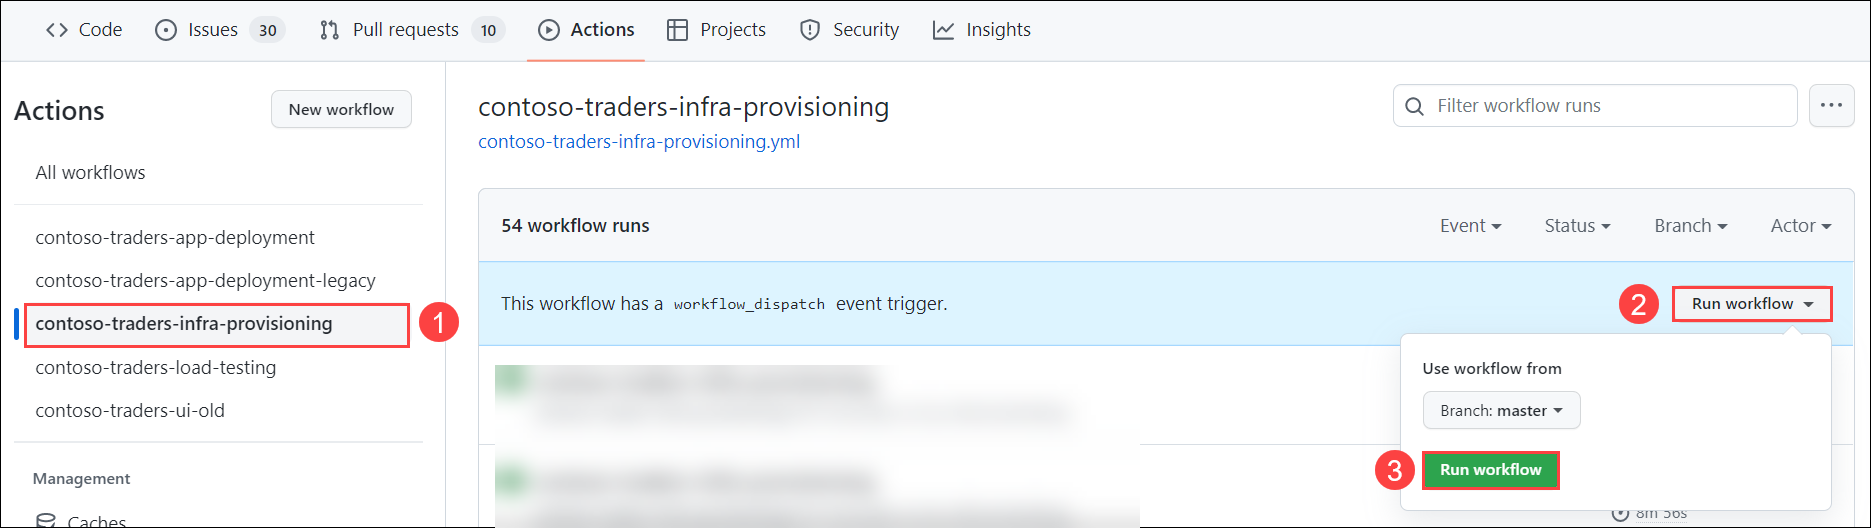 Code Issues 30 Pull requests 10 Actions Projects Security Insights
Actions
New workflow
All workflows
contoso-traders-app-deployment
contoso-traders-app-deployment-legacy
contoso-traders-infra-provisioning 1
contoso-traders-load-testing
contoso-traders-ui-old
Management
Caches
contoso-traders-infra-provisioning
contoso-traders-infra-provisioning.yml
Filter workflow runs
54 workflow runs
Event Status Branch Actor
This workflow has a workflow_dispatch event trigger.
2 Run workflow
Use workflow from
Branch: master
3 Run workflow
8m 56s